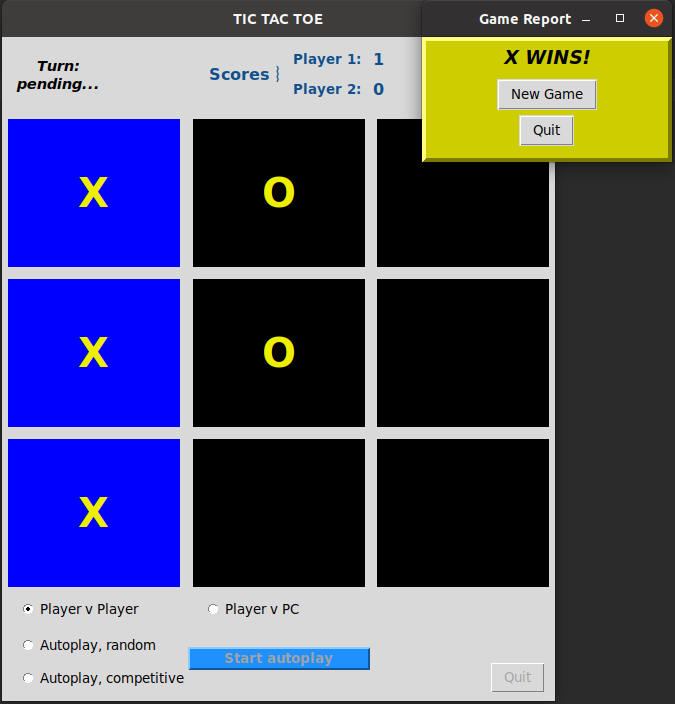 TIC TAC TOE
Game Report
X WINS!
New Game
Quit
Turn:
pending...
Scores
Player 1: 1
Player 2: 0
X O
X O
X
Player v Player
Player v PC
Autoplay, random
Start autoplay
Autoplay, competitive
Quit